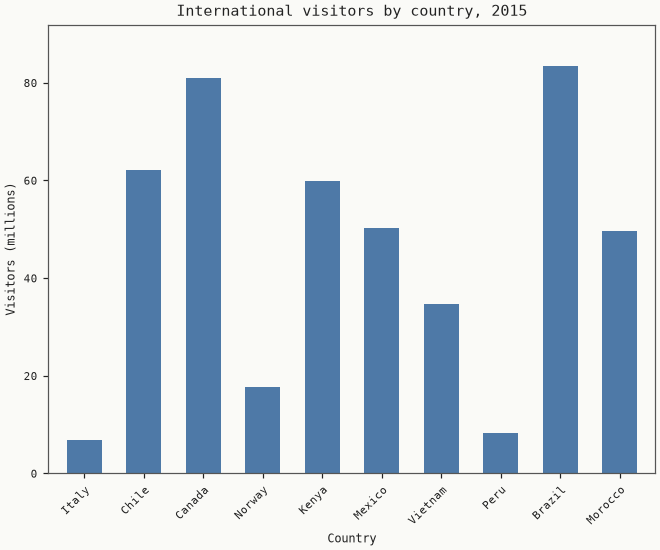 International visitors by country, 2015
Visitors (millions)
80
60
40
20
0
Italy
Chile
Canada
Norway
Kenya
Mexico
Vietnam
Peru
Brazil
Morocco
Country